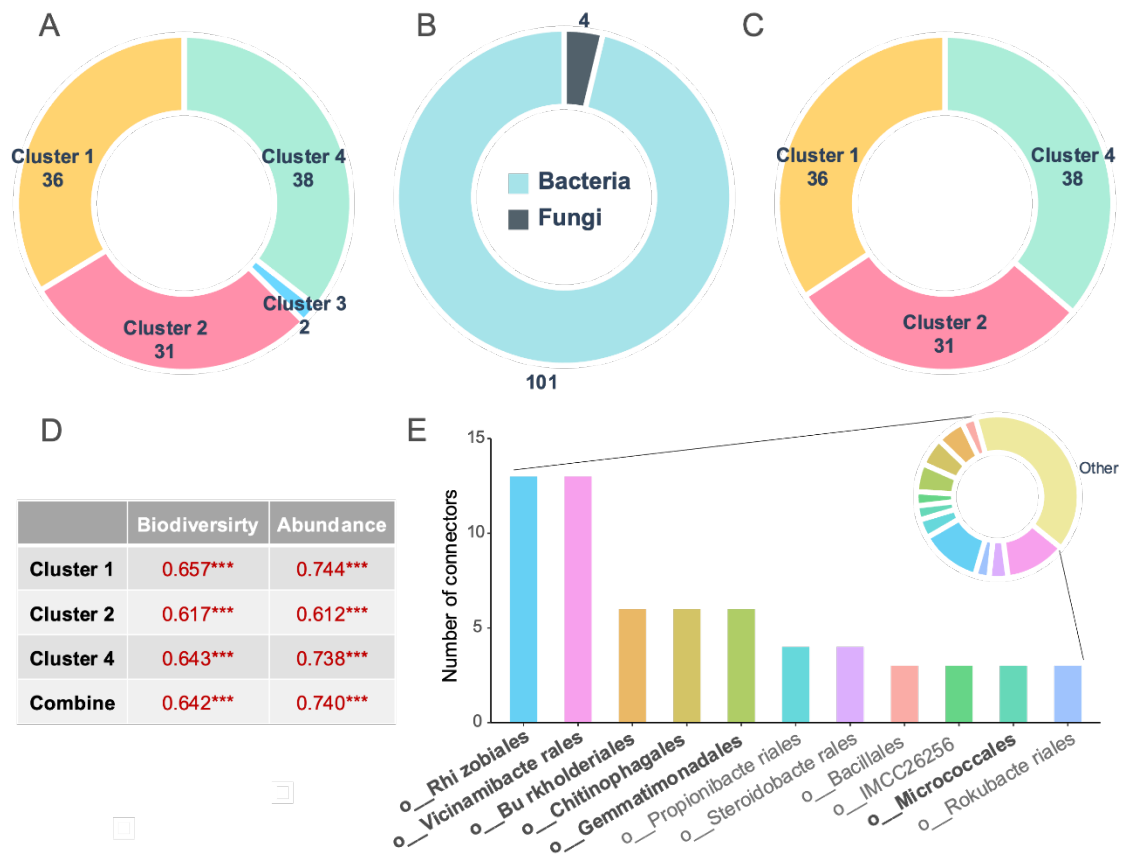 A
Cluster 1
36
Cluster 4
38
Cluster 3
2
Cluster 2
31
B
4
Bacteria
Fungi
101
C
Cluster 1
36
Cluster 4
38
Cluster 2
31
D
Biodiversirty Abundance
Cluster 1 0.657*** 0.744***
Cluster 2 0.617*** 0.612***
Cluster 4 0.643*** 0.738***
Combine 0.642*** 0.740***
E
Number of connectors
15
10
5
0
Other
o__Rhi zobiales
o__Vicinamibacte rales
o__Bu rkholderiales
o__Chitinophagales
o__Gemmatimonadales
o__Propionibacte riales
o__Steroidobacte rales
o__Bacillales
o__IMCC26256
o__Micrococcales
o__Rokubacte riales